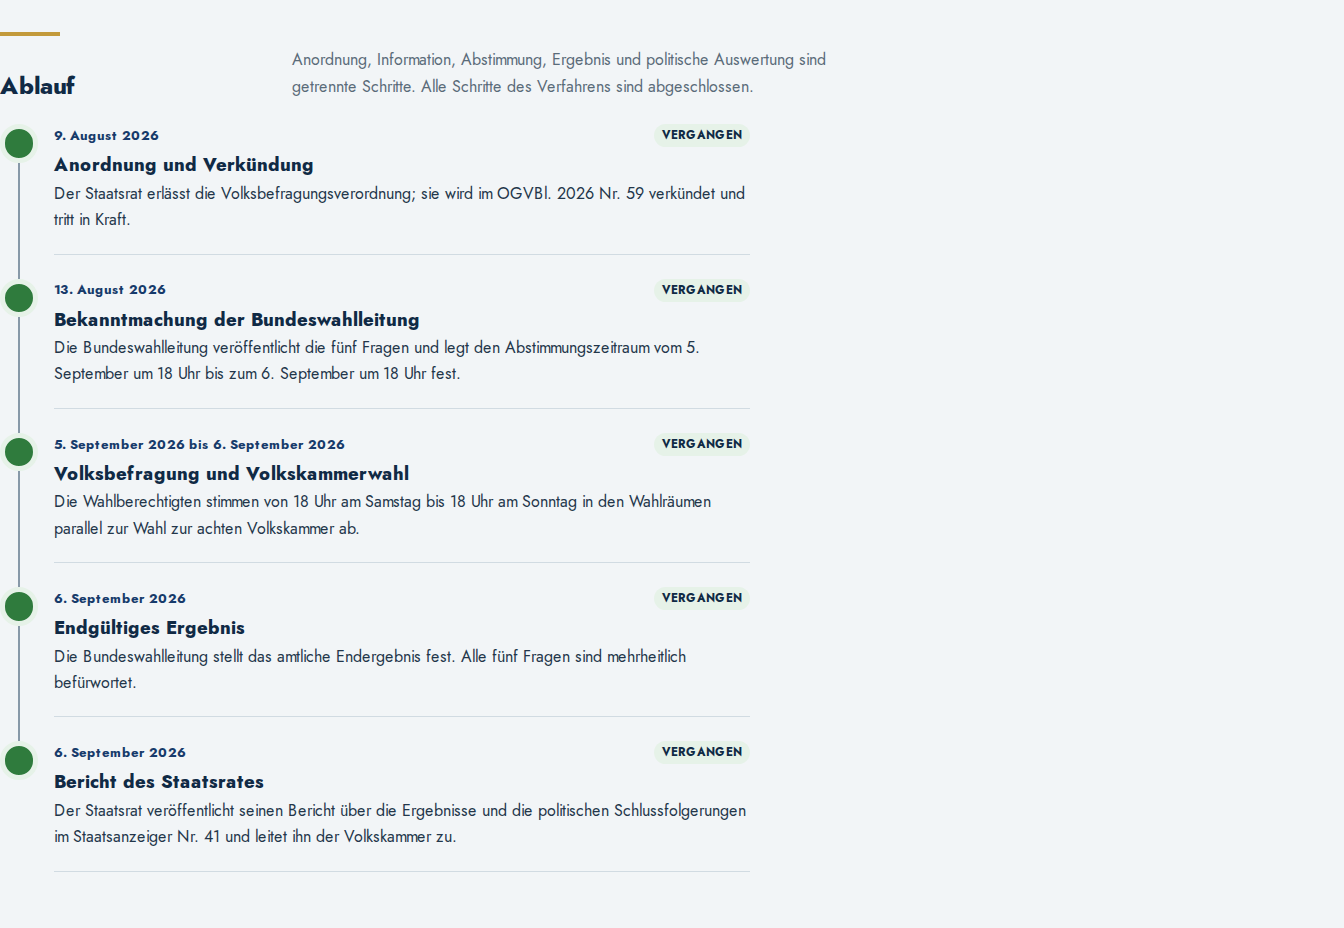 Ablauf
Anordnung, Information, Abstimmung, Ergebnis und politische Auswertung sind
getrennte Schritte. Alle Schritte des Verfahrens sind abgeschlossen.
9. August 2026
VERGANGEN
Anordnung und Verkündung
Der Staatsrat erlässt die Volksbefragungsverordnung; sie wird im OGVBl. 2026 Nr. 59 verkündet und
tritt in Kraft.
13. August 2026
VERGANGEN
Bekanntmachung der Bundeswahlleitung
Die Bundeswahlleitung veröffentlicht die fünf Fragen und legt den Abstimmungszeitraum vom 5.
September um 18 Uhr bis zum 6. September um 18 Uhr fest.
5. September 2026 bis 6. September 2026
VERGANGEN
Volksbefragung und Volkskammerwahl
Die Wahlberechtigten stimmen von 18 Uhr am Samstag bis 18 Uhr am Sonntag in den Wahlräumen
parallel zur Wahl zur achten Volkskammer ab.
6. September 2026
VERGANGEN
Endgültiges Ergebnis
Die Bundeswahlleitung stellt das amtliche Endergebnis fest. Alle fünf Fragen sind mehrheitlich
befürwortet.
6. September 2026
VERGANGEN
Bericht des Staatsrates
Der Staatsrat veröffentlicht seinen Bericht über die Ergebnisse und die politischen Schlussfolgerungen
im Staatsanzeiger Nr. 41 und leitet ihn der Volkskammer zu.